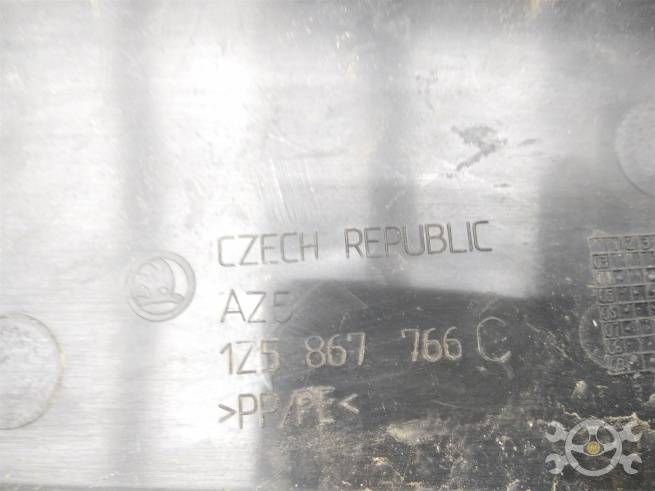 CZECH REPUBLIC
AZ5
1Z5 867 766 C
>PP/PE<